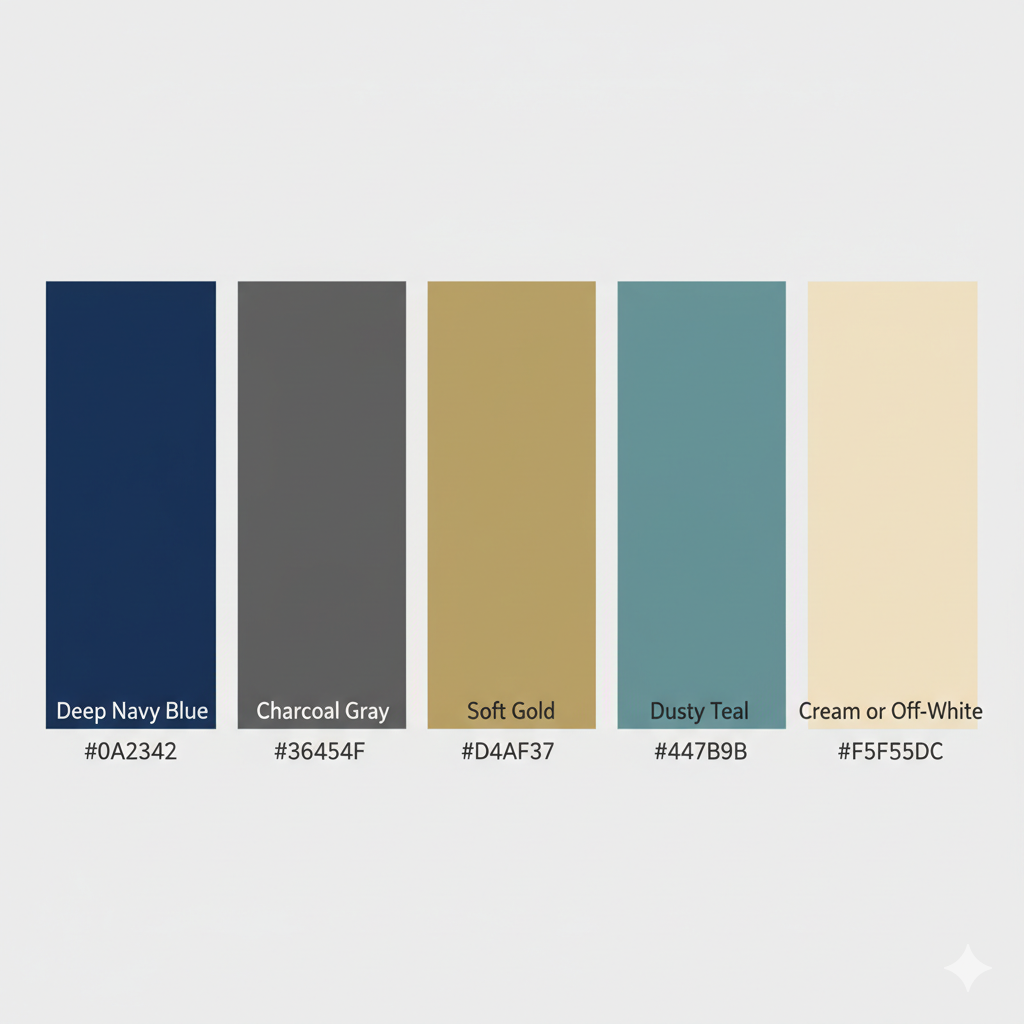 Deep Navy Blue
#0A2342
Charcoal Gray
#36454F
Soft Gold
#D4AF37
Dusty Teal
#447B9B
Cream or Off-White
#F5F55DC